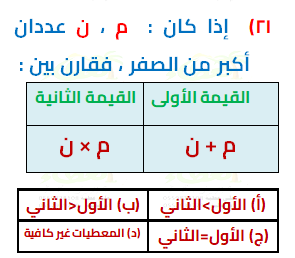 ٢١) إذا كان : م ، ن عددان
أكبر من الصفر ، فقارن بين :
القيمة الأولى القيمة الثانية
م + ن م × ن
(أ) الأول>الثاني (ب) الأول<الثاني
(ج) الأول=الثاني (د) المعطيات غير كافية